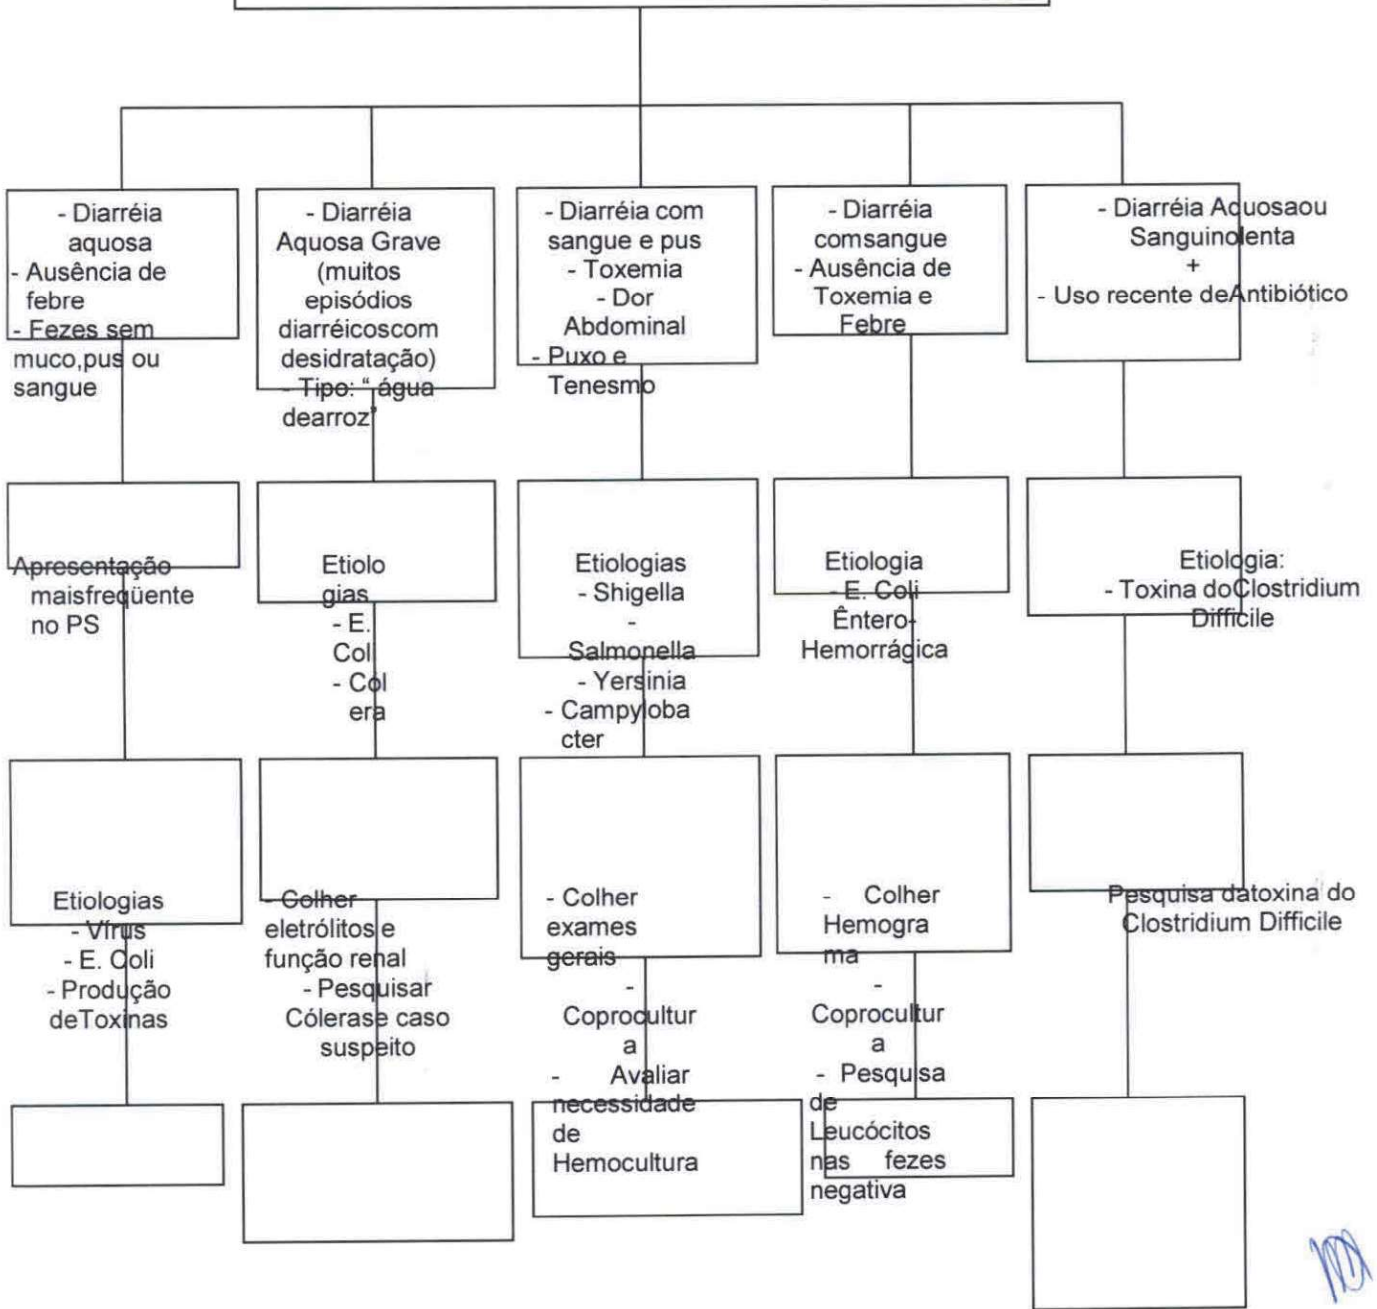 - Diarréia
aquosa
- Ausência de
febre
- Fezes sem
muco,pus ou
sangue
- Diarréia
Aquosa Grave
(muitos
episódios
diarréicoscom
desidratação)
- Tipo: “ água
dearroz”
- Diarréia com
sangue e pus
- Toxemia
- Dor
Abdominal
- Puxo e
Tenesmo
- Diarréia
comsangue
- Ausência de
Toxemia e
Febre
- Diarréia Aquosaou
Sanguinolenta
+
- Uso recente deAntibiótico
Apresentação
maisfreqüente
no PS
Etiolo
gias
- E.
Coli
- Cól
era
Etiologias
- Shigella
-
Salmonella
- Yersinia
- Campyloba
cter
Etiologia
- E. Coli
Êntero-
Hemorrágica
Etiologia:
- Toxina doClostridium
Difficile
Etiologias
- Vírus
- E. Coli
- Produção
deToxinas
- Colher
eletrólitos e
função renal
- Pesquisar
Cólerase caso
suspeito
- Colher
exames
gerais
-
Coprocultur
a
- Avaliar
necessidade
de
Hemocultura
- Colher
Hemogra
ma
-
Coprocultur
a
- Pesquisa
de
Leucócitos
nas fezes
negativa
Pesquisa datoxina do
Clostridium Difficile